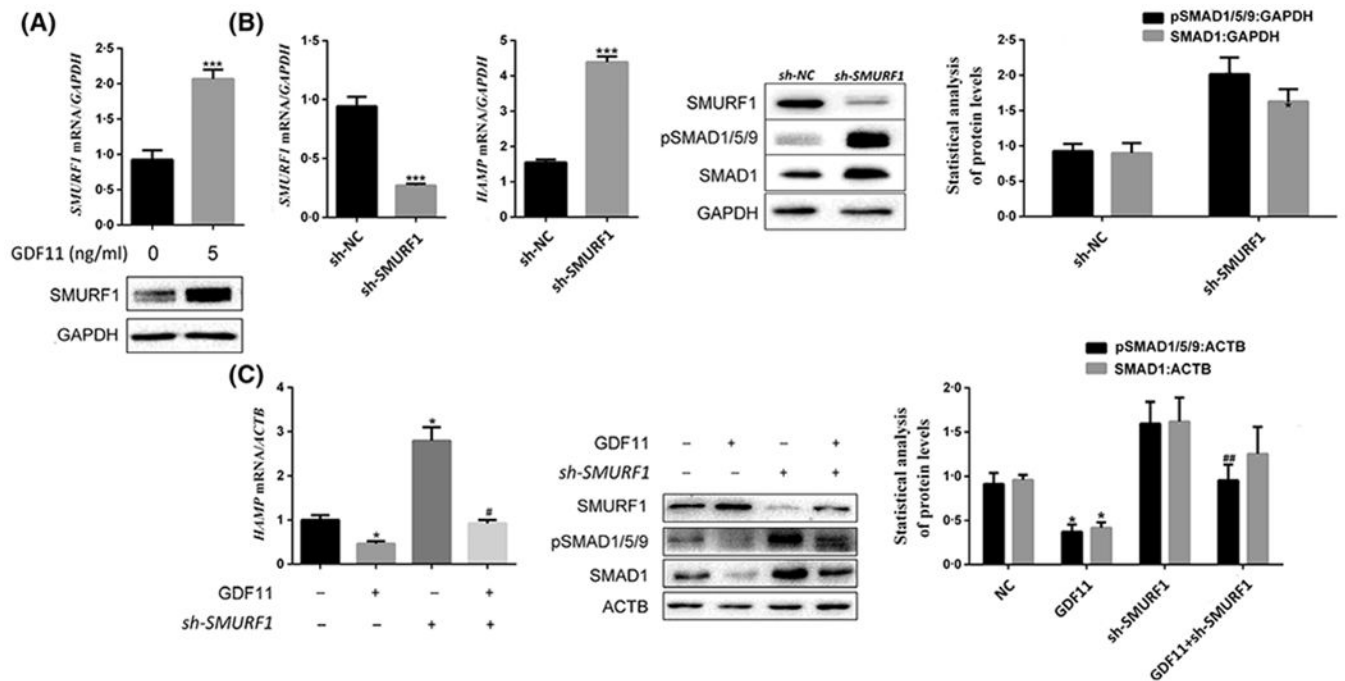 (A)
SMURF1 mRNA/GAPDH
2·5
2·0
1·5
1·0
0·5
0·0
***
GDF11 (ng/ml) 0 5
SMURF1
GAPDH
(B)
SMURF1 mRNA/GAPDH
1·5
1·0
0·5
0·0
***
sh-NC
sh-SMURF1
HAMP mRNA/GAPDH
5
4
3
2
1
0
***
sh-NC
sh-SMURF1
sh-NC sh-SMURF1
SMURF1
pSMAD1/5/9
SMAD1
GAPDH
pSMAD1/5/9:GAPDH
SMAD1:GAPDH
Statistical analysis
of protein levels
2·5
2·0
1·5
1·0
0·5
0·0
*
sh-NC
sh-SMURF1
(C)
HAMP mRNA/ACTB
4
3
2
1
0
*
*
#
GDF11 – + – +
sh-SMURF1 – – + +
GDF11 – + – +
sh-SMURF1 – – + +
SMURF1
pSMAD1/5/9
SMAD1
ACTB
pSMAD1/5/9:ACTB
SMAD1:ACTB
Statistical analysis
of protein levels
2·0
1·5
1·0
0·5
0·0
* *
##
NC
GDF11
sh-SMURF1
GDF11+sh-SMURF1